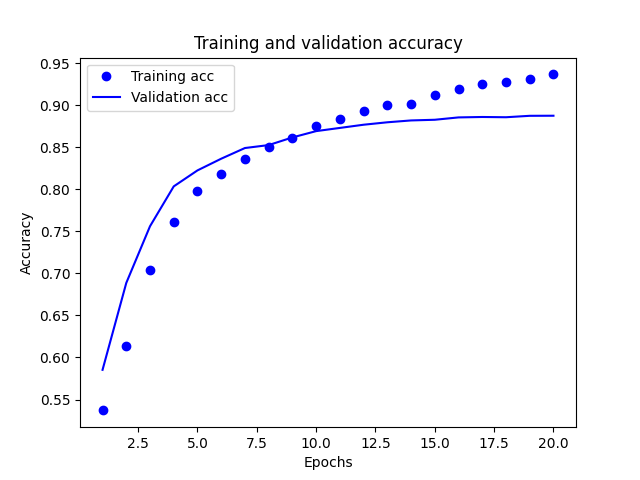 Training and validation accuracy
Training acc
Validation acc
0.95
0.90
0.85
0.80
0.75
0.70
0.65
0.60
0.55
Accuracy
2.5 5.0 7.5 10.0 12.5 15.0 17.5 20.0
Epochs